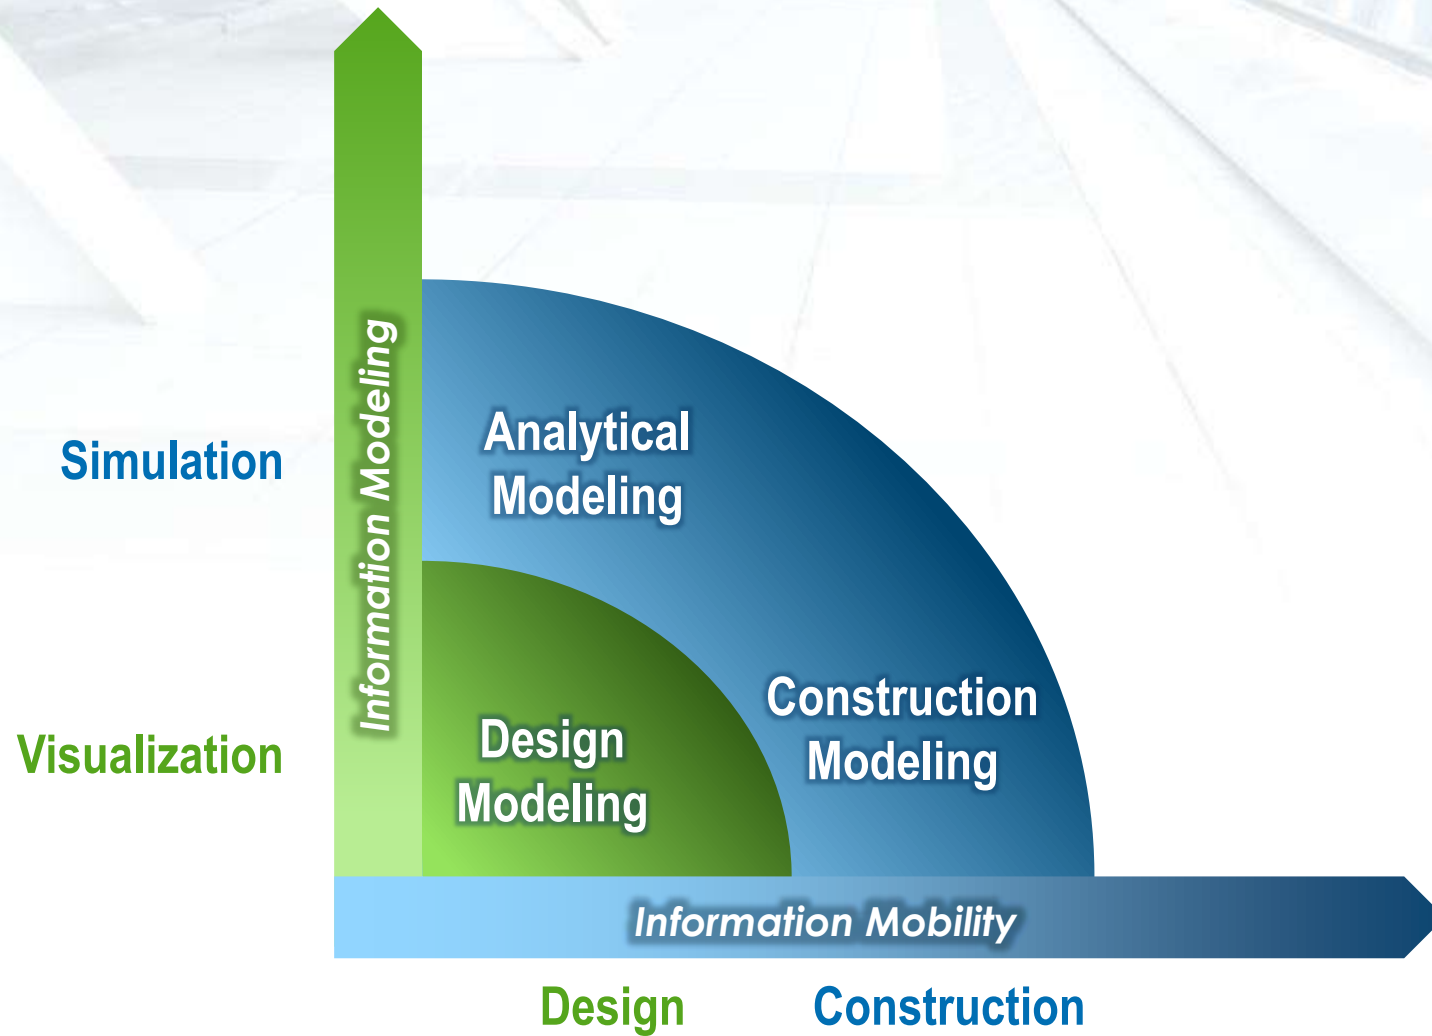 Information Modeling
Simulation
Analytical
Modeling
Visualization
Design
Modeling
Construction
Modeling
Information Mobility
Design
Construction